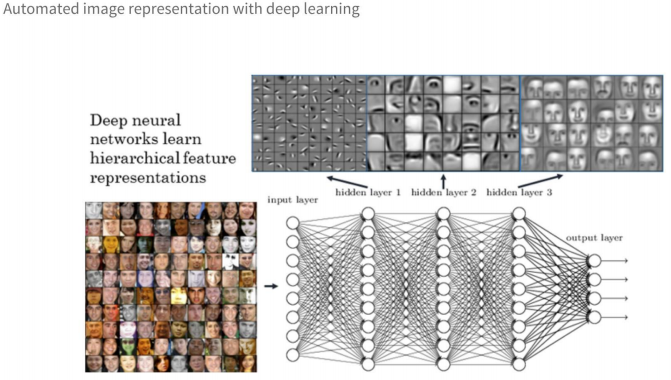 Automated image representation with deep learning
Deep neural
networks learn
hierarchical feature
representations
hidden layer 1 hidden layer 2 hidden layer 3
input layer
output layer